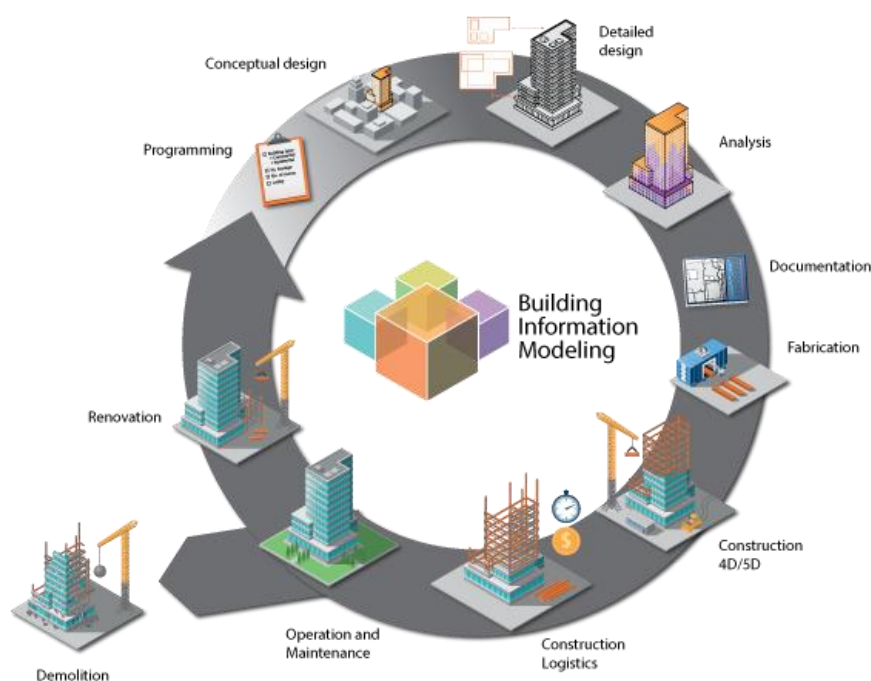 Detailed
design
Conceptual design
Programming
Analysis
Documentation
Building
Information
Modeling
Fabrication
Renovation
Construction
4D/5D
Operation and
Maintenance
Construction
Logistics
Demolition